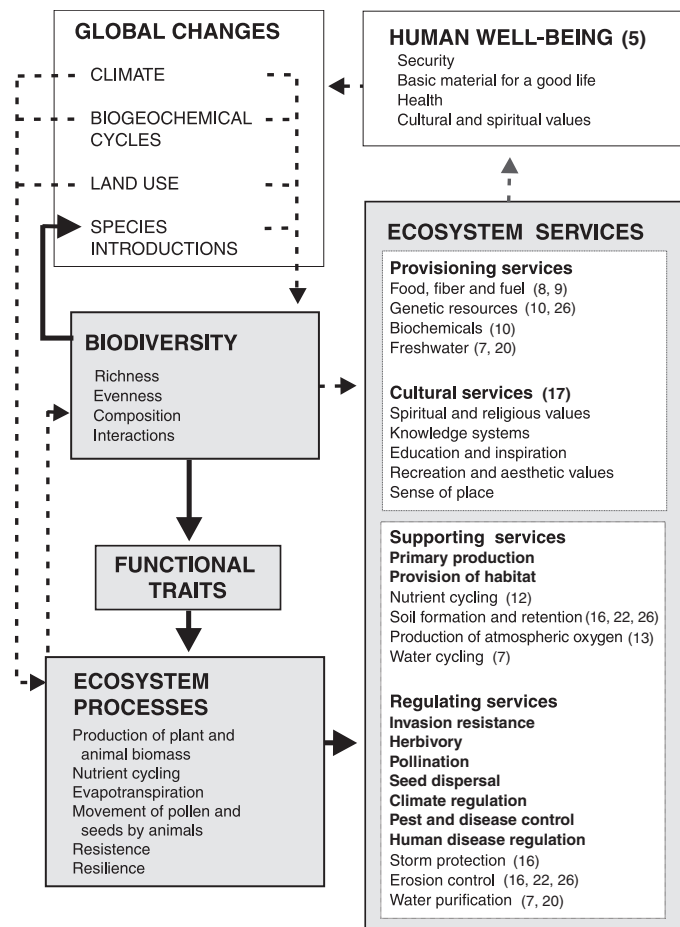 GLOBAL CHANGES
CLIMATE
BIOGEOCHEMICAL
CYCLES
LAND USE
SPECIES
INTRODUCTIONS
HUMAN WELL-BEING (5)
Security
Basic material for a good life
Health
Cultural and spiritual values
BIODIVERSITY
Richness
Evenness
Composition
Interactions
FUNCTIONAL
TRAITS
ECOSYSTEM
PROCESSES
Production of plant and
animal biomass
Nutrient cycling
Evapotranspiration
Movement of pollen and
seeds by animals
Resistence
Resilience
ECOSYSTEM SERVICES
Provisioning services
Food, fiber and fuel (8, 9)
Genetic resources (10, 26)
Biochemicals (10)
Freshwater (7, 20)
Cultural services (17)
Spiritual and religious values
Knowledge systems
Education and inspiration
Recreation and aesthetic values
Sense of place
Supporting services
Primary production
Provision of habitat
Nutrient cycling (12)
Soil formation and retention (16, 22, 26)
Production of atmospheric oxygen (13)
Water cycling (7)
Regulating services
Invasion resistance
Herbivory
Pollination
Seed dispersal
Climate regulation
Pest and disease control
Human disease regulation
Storm protection (16)
Erosion control (16, 22, 26)
Water purification (7, 20)